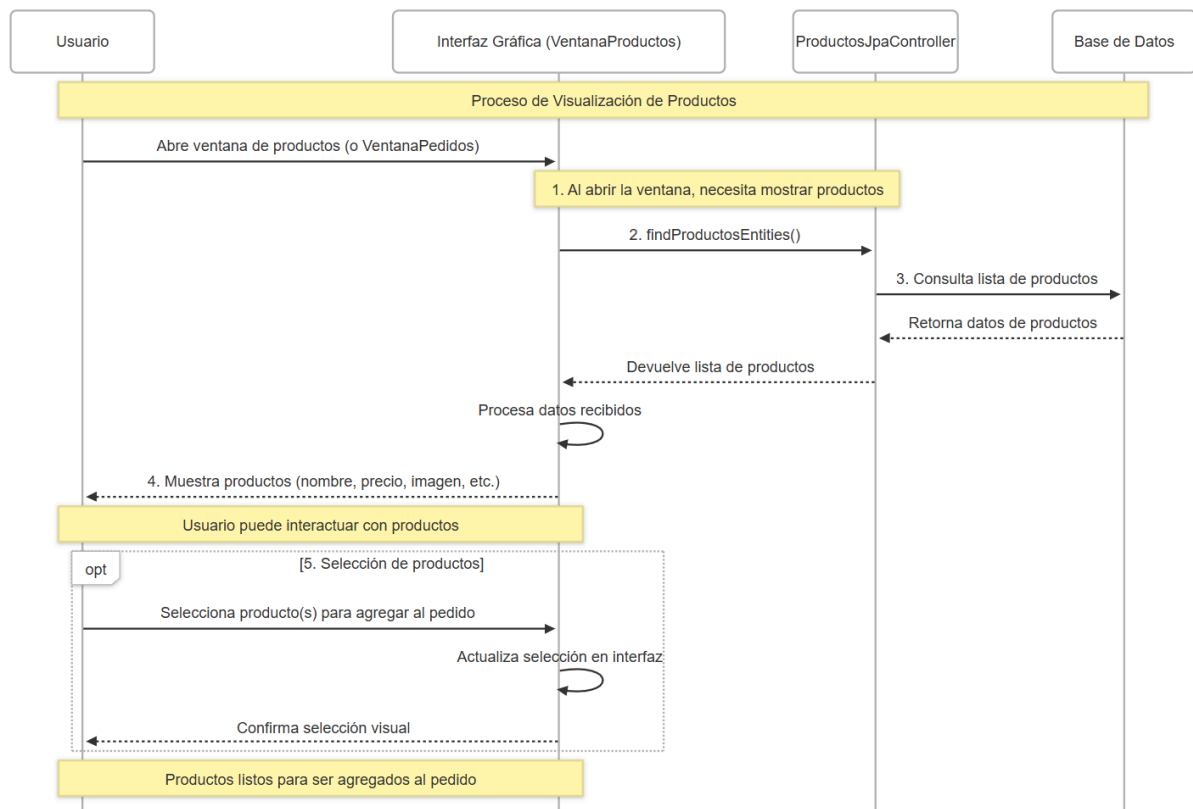 Usuario
Interfaz Gráfica (VentanaProductos)
ProductosJpaController
Base de Datos
Proceso de Visualización de Productos
Abre ventana de productos (o VentanaPedidos)
1. Al abrir la ventana, necesita mostrar productos
2. findProductosEntities()
3. Consulta lista de productos
Retorna datos de productos
Devuelve lista de productos
Procesa datos recibidos
4. Muestra productos (nombre, precio, imagen, etc.)
Usuario puede interactuar con productos
opt
[5. Selección de productos]
Selecciona producto(s) para agregar al pedido
Actualiza selección en interfaz
Confirma selección visual
Productos listos para ser agregados al pedido